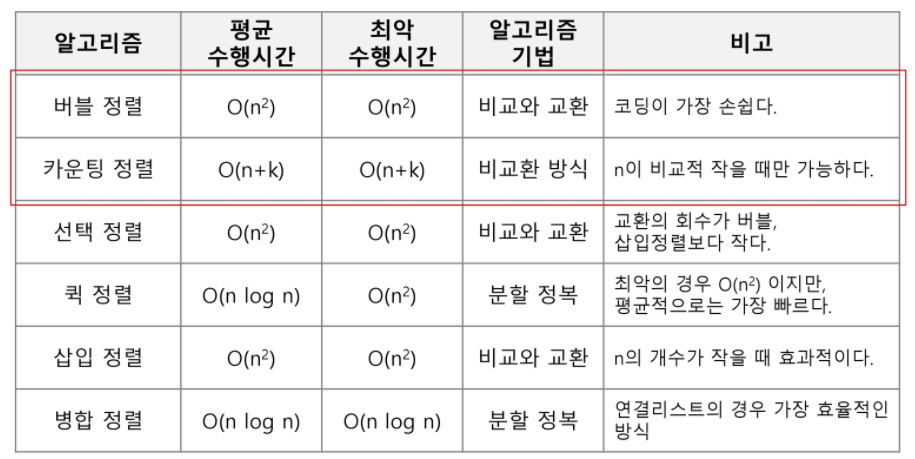 알고리즘 평균 수행시간 최악 수행시간 알고리즘 기법 비고
버블 정렬 O(n²) O(n²) 비교와 교환 코딩이 가장 손쉽다.
카운팅 정렬 O(n+k) O(n+k) 비교환 방식 n이 비교적 작을 때만 가능하다.
선택 정렬 O(n²) O(n²) 비교와 교환 교환의 회수가 버블,
삽입정렬보다 작다.
퀵 정렬 O(n log n) O(n²) 분할 정복 최악의 경우 O(n²) 이지만,
평균적으로는 가장 빠르다.
삽입 정렬 O(n²) O(n²) 비교와 교환 n의 개수가 작을 때 효과적이다.
병합 정렬 O(n log n) O(n log n) 분할 정복 연결리스트의 경우 가장 효율적인
방식